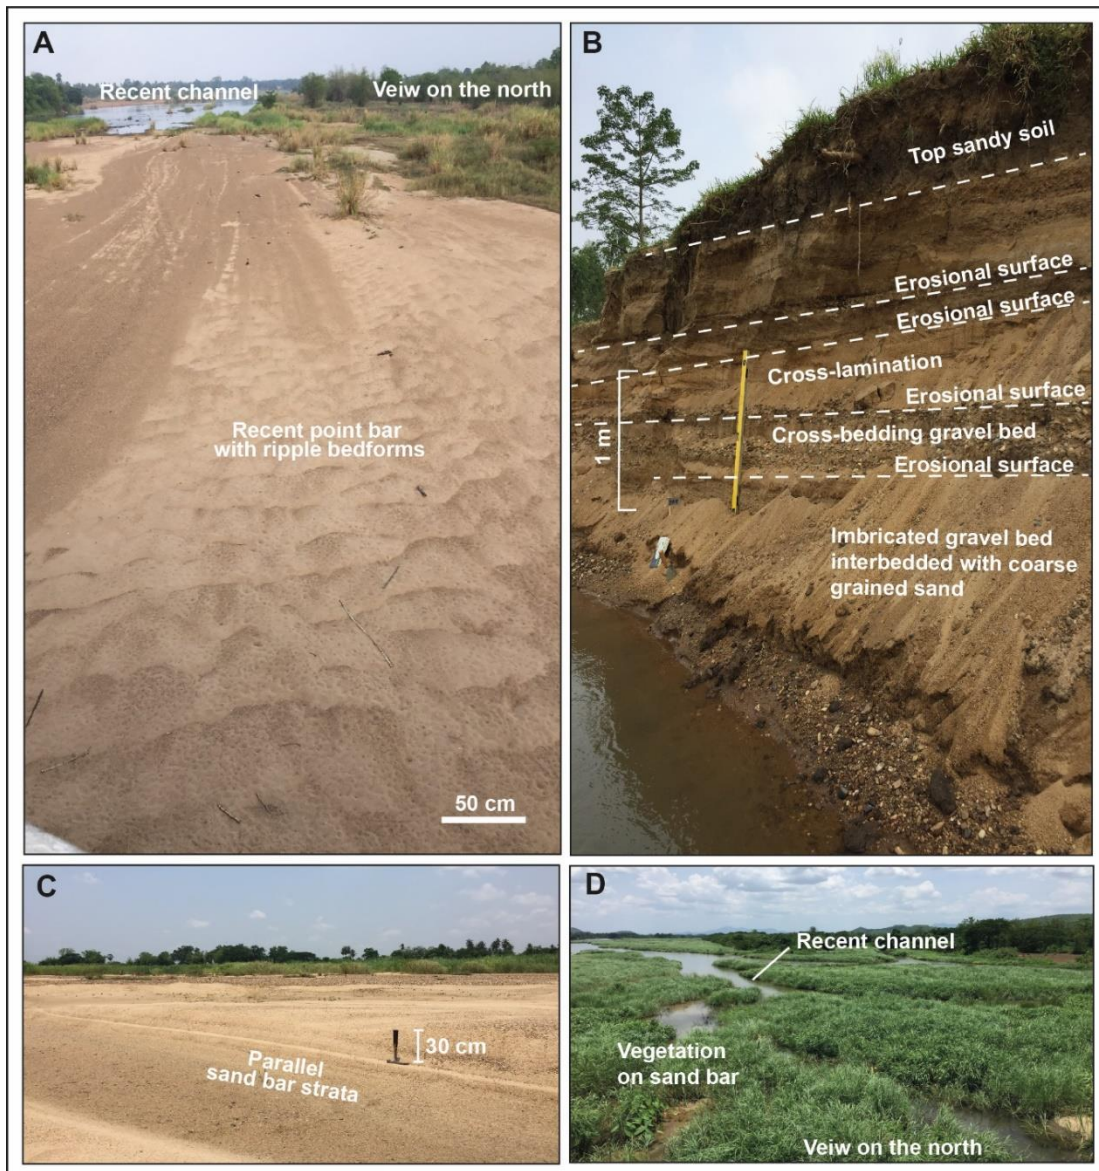 A
Recent channel
Veiw on the north
Recent point bar
with ripple bedforms
50 cm
B
Top sandy soil
Erosional surface
Erosional surface
Cross-lamination
Erosional surface
Cross-bedding gravel bed
Erosional surface
1 m
Imbricated gravel bed
interbedded with coarse
grained sand
C
30 cm
Parallel
sand bar strata
D
Recent channel
Vegetation
on sand bar
Veiw on the north